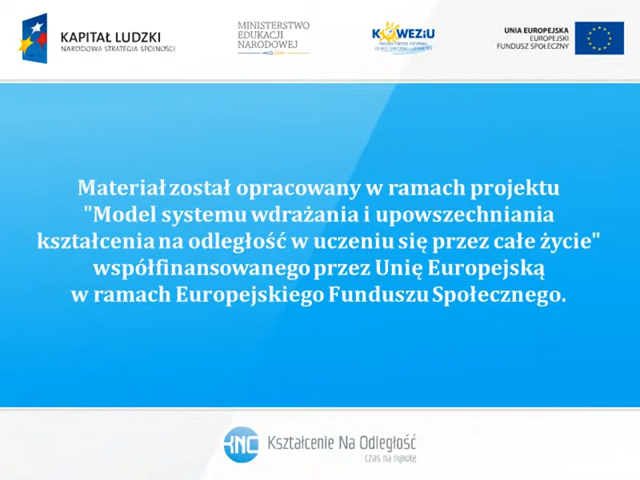 KAPITAŁ LUDZKI
NARODOWA STRATEGIA SPÓJNOŚCI
MINISTERSTWO
EDUKACJI
NARODOWEJ
KOWEZiU
UNIA EUROPEJSKA
EUROPEJSKI
FUNDUSZ SPOŁECZNY
Materiał został opracowany w ramach projektu
"Model systemu wdrażania i upowszechniania
kształcenia na odległość w uczeniu się przez całe życie"
współfinansowanego przez Unię Europejską
w ramach Europejskiego Funduszu Społecznego.
KNO Kształcenie Na Odległość
czas na naukę